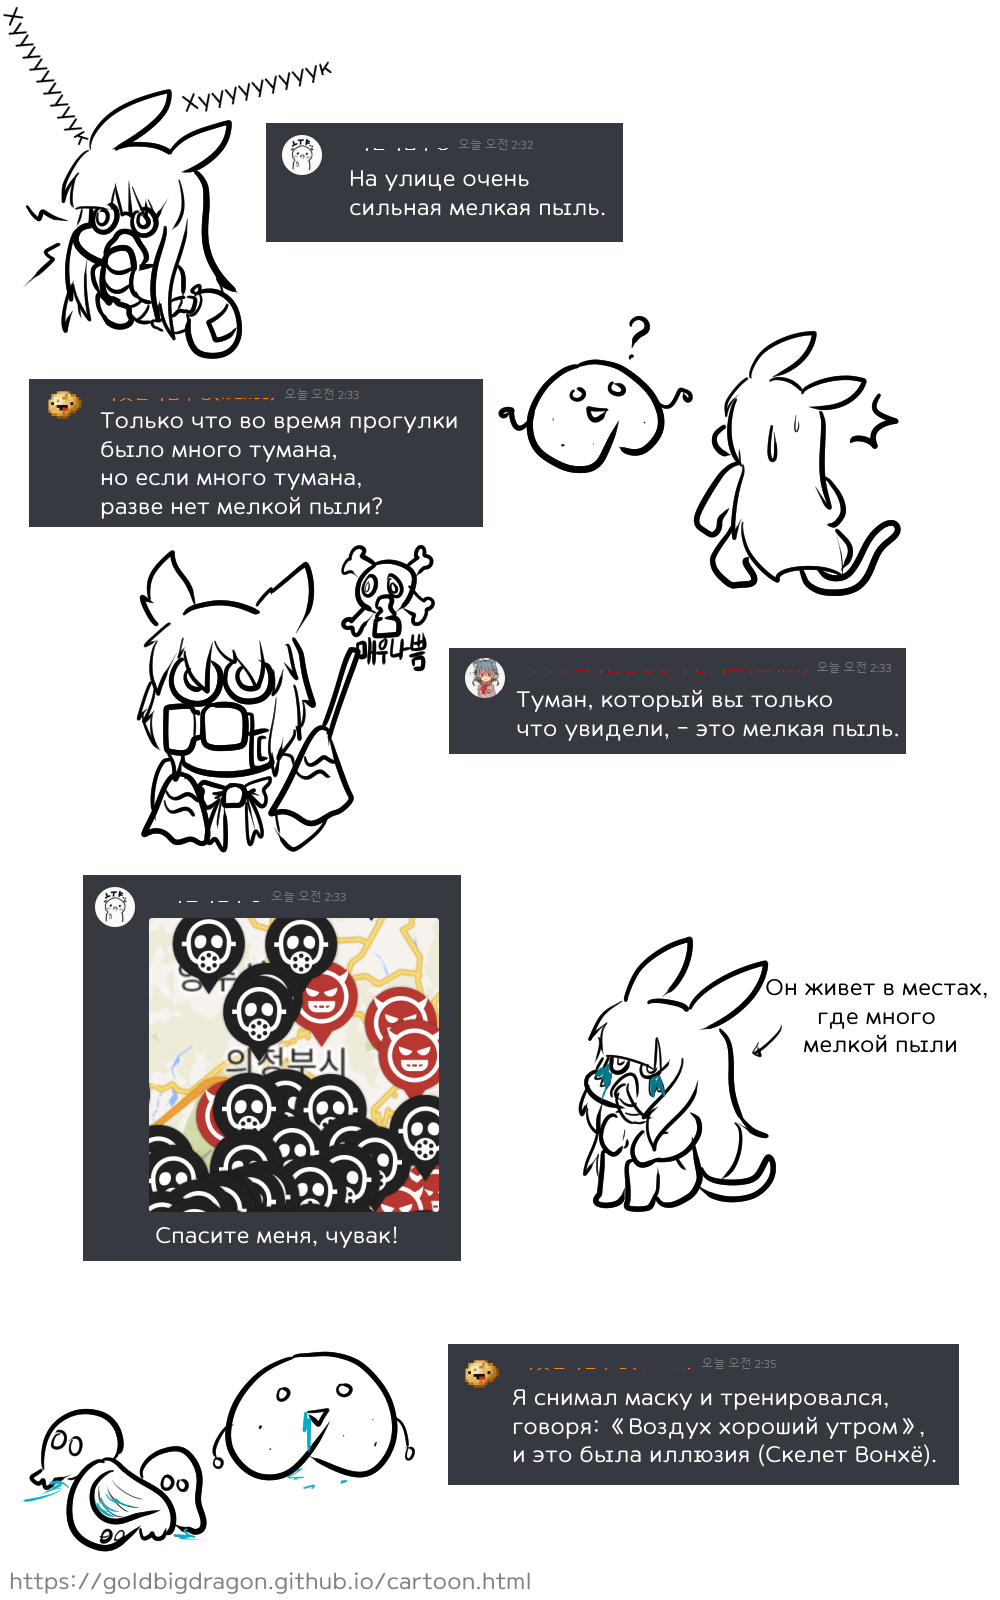 Хууууууууук
Хууууууууук
오늘 오전 2:32
На улице очень
сильная мелкая пыль.
?
오늘 오전 2:33
Только что во время прогулки
было много тумана,
но если много тумана,
разве нет мелкой пыли?
매우나쁨
오늘 오전 2:33
Туман, который вы только
что увидели, - это мелкая пыль.
오늘 오전 2:33
의정부시
Спасите меня, чувак!
Он живет в местах,
где много
мелкой пыли
오늘 오전 2:35
Я снимал маску и тренировался,
говоря: 《Воздух хороший утром》,
и это была иллюзия (Скелет Вонхё).
https://goldbigdragon.github.io/cartoon.html